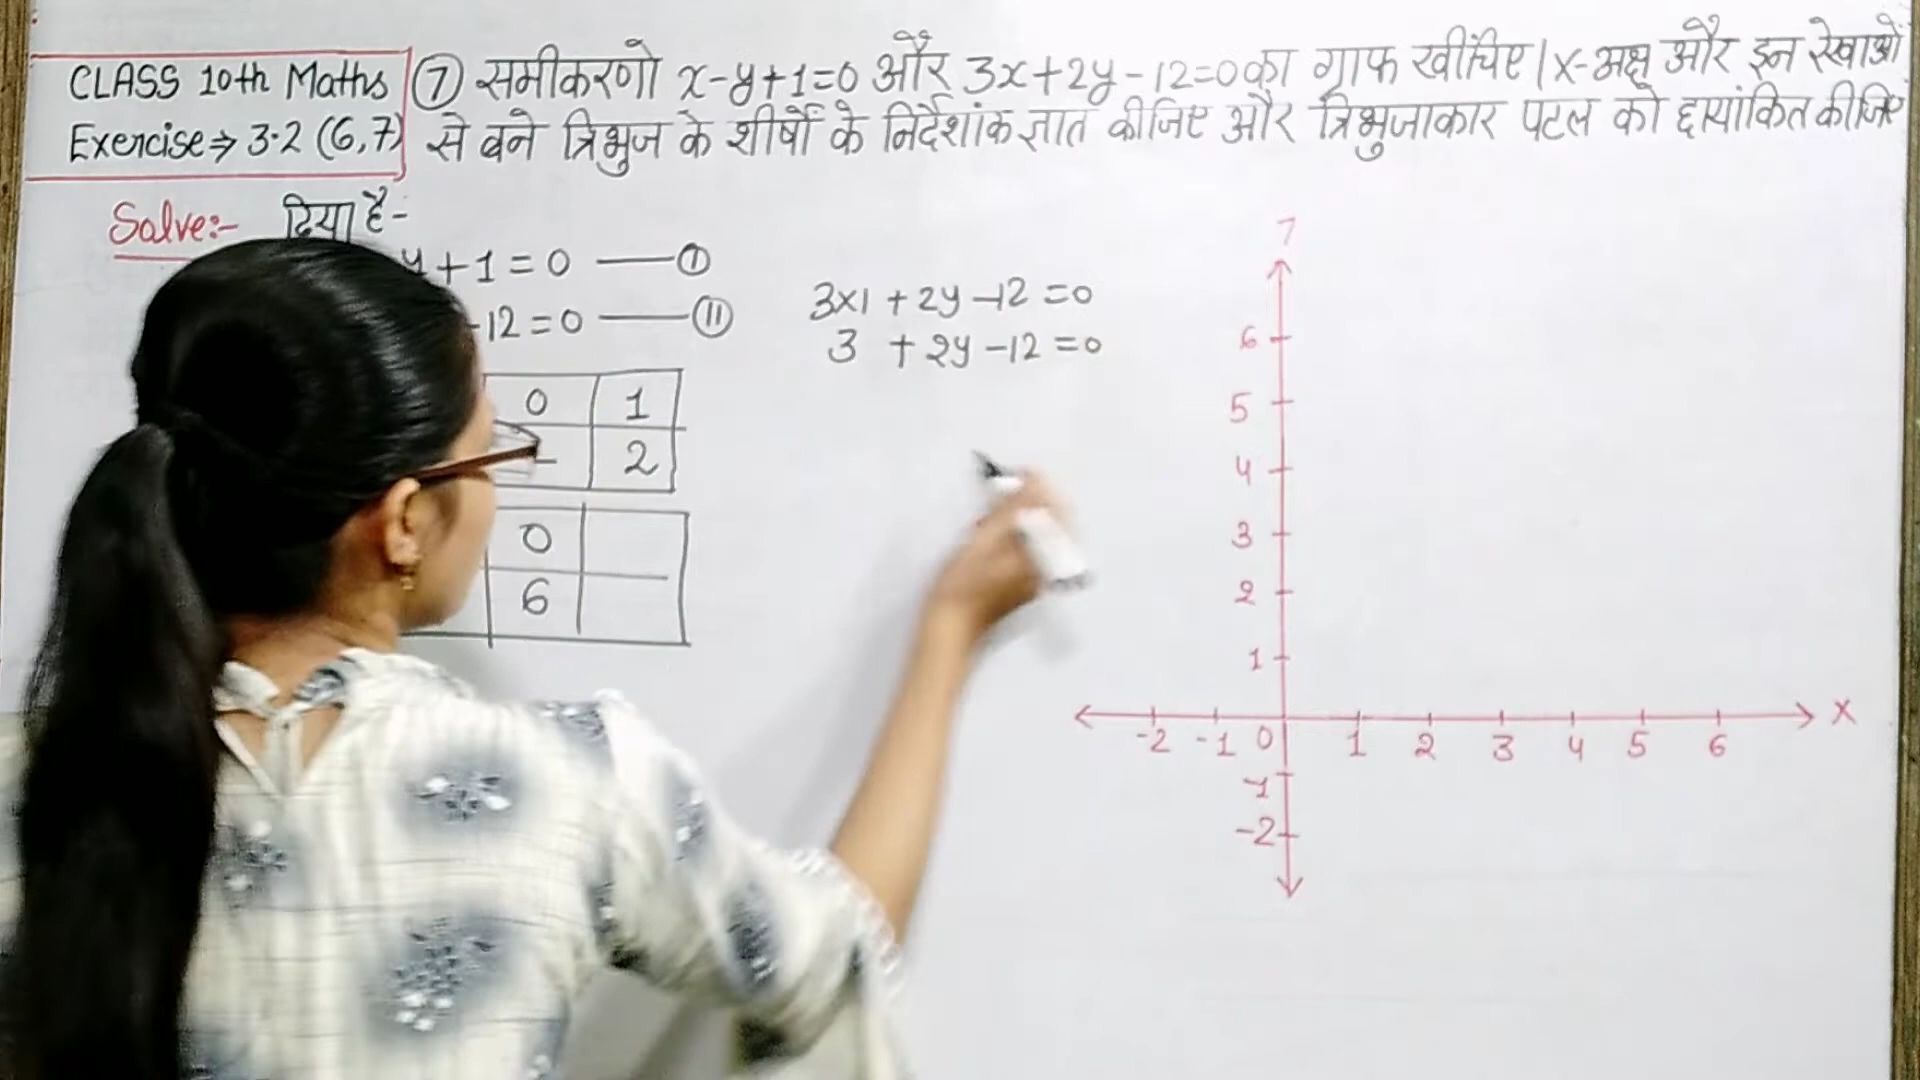 CLASS 10th Maths
Exercise⇒ 3.2 (6,7)
⑦ समीकरणो x-y+1=0 और 3x+2y-12=0 का ग्राफ खींचिए। x-अक्ष और इन रेखाओं
से बने त्रिभुज के शीर्षो के निर्देशांक ज्ञात कीजिए और त्रिभुजाकार पटल को छायांकित कीजिए
Solve:- दिया है-
y+1=0 —— Ⓘ
-12=0 —— ⑪
0 1
2
0
6
3x1 + 2y -12 =0
3 + 2y -12 =0
7
6
5
4
3
2
1
-2 -1 0 1 2 3 4 5 6 X
-1
-2